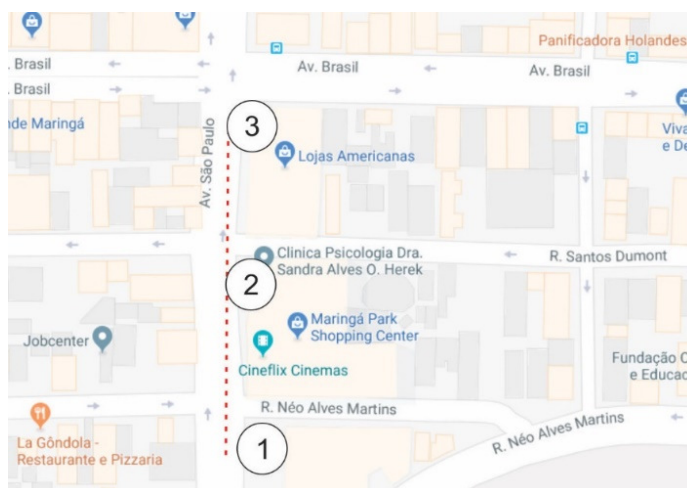 Panificadora Holandes
. Brasil
Av. Brasil
Av. Brasil
. Brasil
3
nde Maringá
Viva
e De
Av. São Paulo
Lojas Americanas
Clinica Psicologia Dra.
Sandra Alves O. Herek
R. Santos Dumont
2
Maringá Park
Shopping Center
Jobcenter
Cineflix Cinemas
Fundação C
e Educac
R. Néo Alves Martins
La Gôndola -
Restaurante e Pizzaria
1
R. Néo Alves Martins